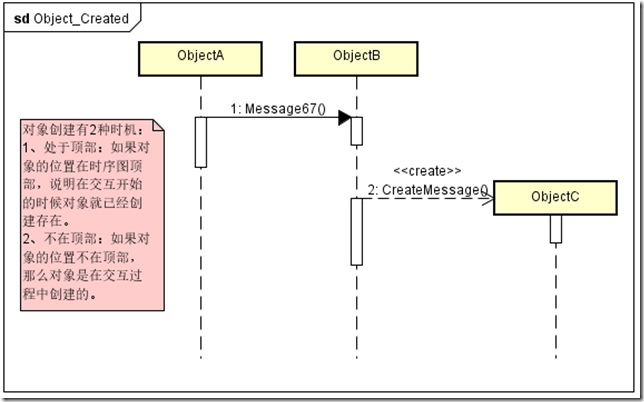 sd Object_Created
ObjectA
ObjectB
1: Message67()
对象创建有2种时机：
1、处于顶部：如果对
象的位置在时序图顶
部，说明在交互开始
的时候对象就已经创
建存在。
2、不在顶部：如果对
象的位置不在顶部，
那么对象是在交互过
程中创建的。
<<create>>
2: CreateMessage()
ObjectC